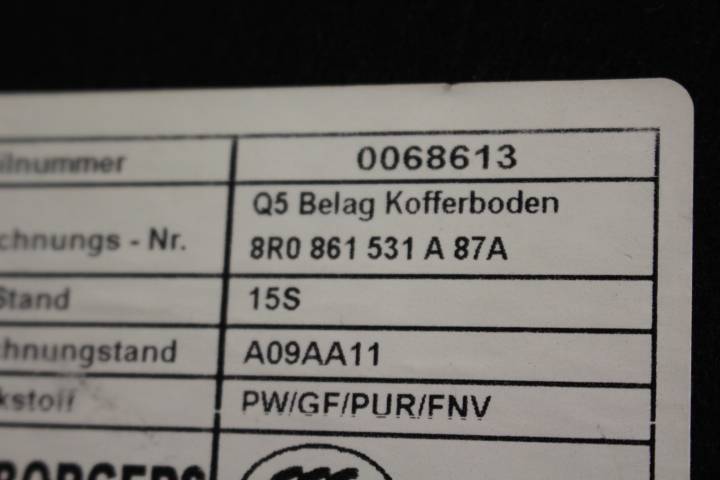 ilnummer 0068613
Q5 Belag Kofferboden
chnungs - Nr. 8R0 861 531 A 87A
Stand 15S
hnungstand A09AA11
kstoff PW/GF/PUR/FNV
BORGERS